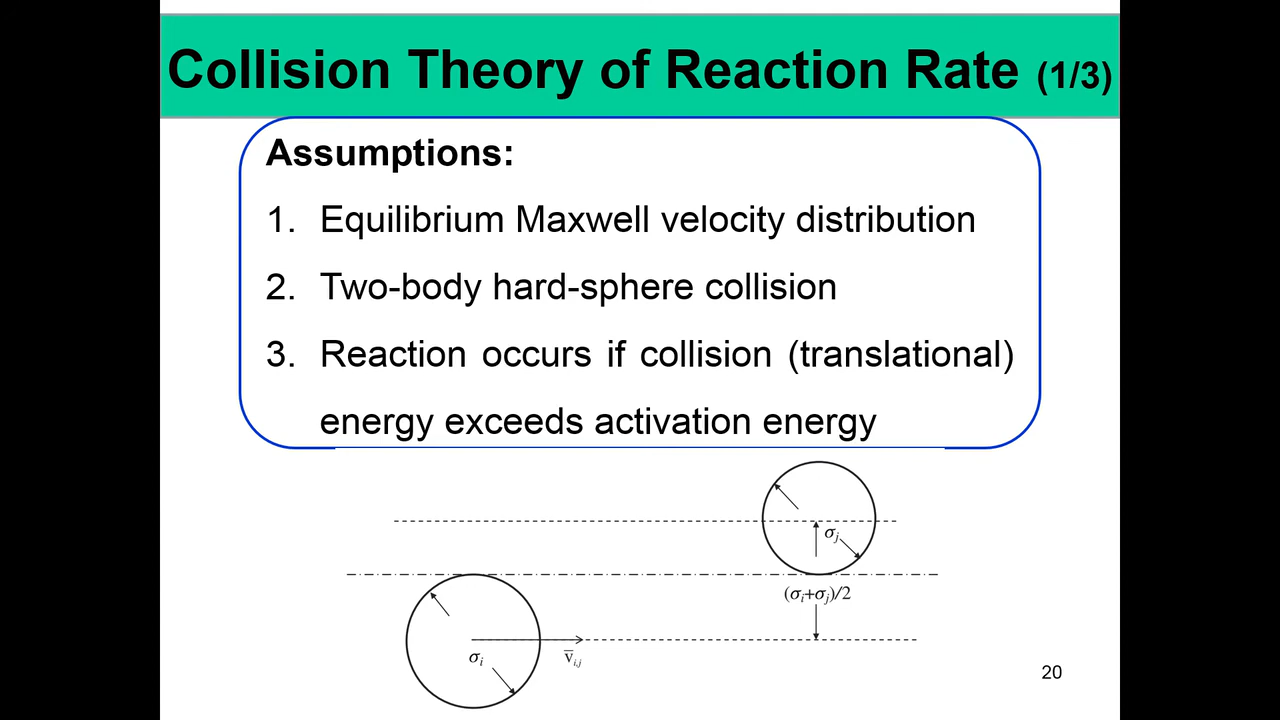 Collision Theory of Reaction Rate (1/3)
Assumptions:
1. Equilibrium Maxwell velocity distribution
2. Two-body hard-sphere collision
3. Reaction occurs if collision (translational)
energy exceeds activation energy
σj
(σi+σj)/2
σi
v̅i,j
20